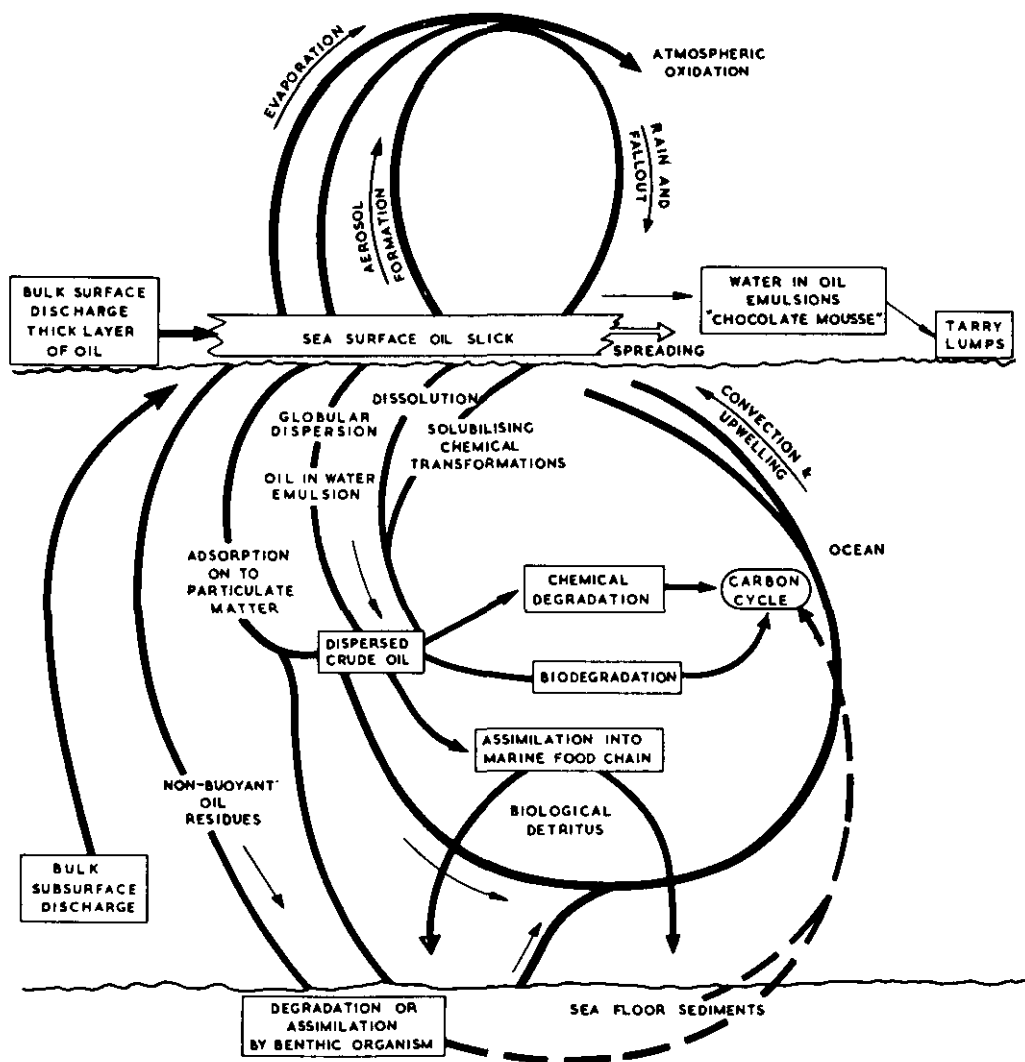 EVAPORATION
ATMOSPHERIC
OXIDATION
AEROSOL
FORMATION
RAIN AND
FALLOUT
BULK SURFACE
DISCHARGE
THICK LAYER
OF OIL
SEA SURFACE OIL SLICK
SPREADING
WATER IN OIL
EMULSIONS
"CHOCOLATE MOUSSE"
TARRY
LUMPS
DISSOLUTION
GLOBULAR
DISPERSION
SOLUBILISING
CHEMICAL
TRANSFORMATIONS
CONVECTION &
UPWELLING
OIL IN WATER
EMULSION
ADSORPTION
ON TO
PARTICULATE
MATTER
OCEAN
CHEMICAL
DEGRADATION
CARBON
CYCLE
DISPERSED
CRUDE OIL
BIODEGRADATION
ASSIMILATION INTO
MARINE FOOD CHAIN
NON-BUOYANT
OIL
RESIDUES
BIOLOGICAL
DETRITUS
BULK
SUBSURFACE
DISCHARGE
DEGRADATION OR
ASSIMILATION
BY BENTHIC ORGANISM
SEA FLOOR SEDIMENTS